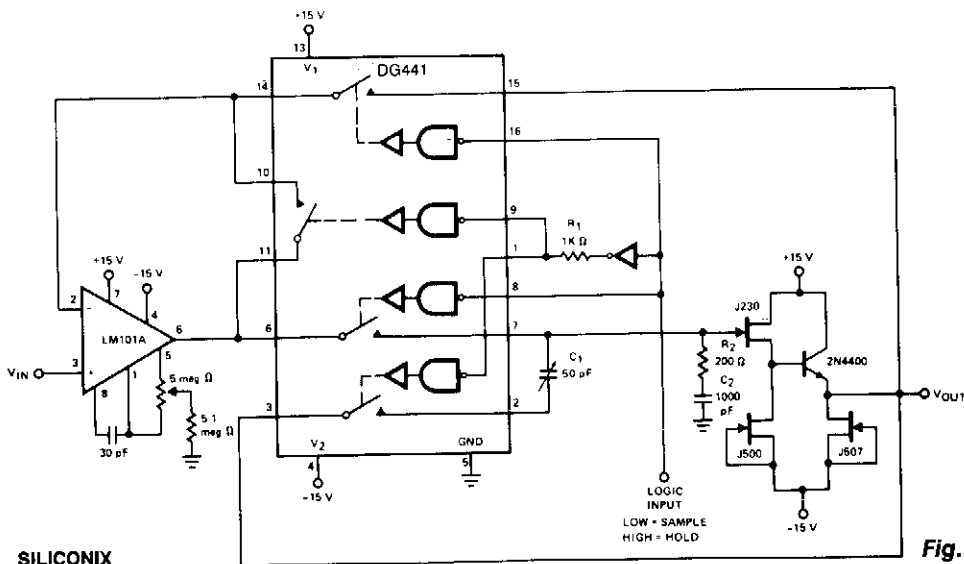 +15 V
13
V1
DG441
14
15
16
10
9
R1
1K Ω
1
11
+15 V
-15 V
7
4
2
-
LM101A
6
8
VIN
3
+
5
1
8
5 meg Ω
5 1
meg Ω
30 pF
6
7
C1
50 pF
3
2
V2
4
-15 V
GND
5
J230
R2
200 Ω
C2
1000
pF
+15 V
2N4400
VOUT
J500
J507
-15 V
LOGIC
INPUT
LOW = SAMPLE
HIGH = HOLD
SILICONIX
Fig.